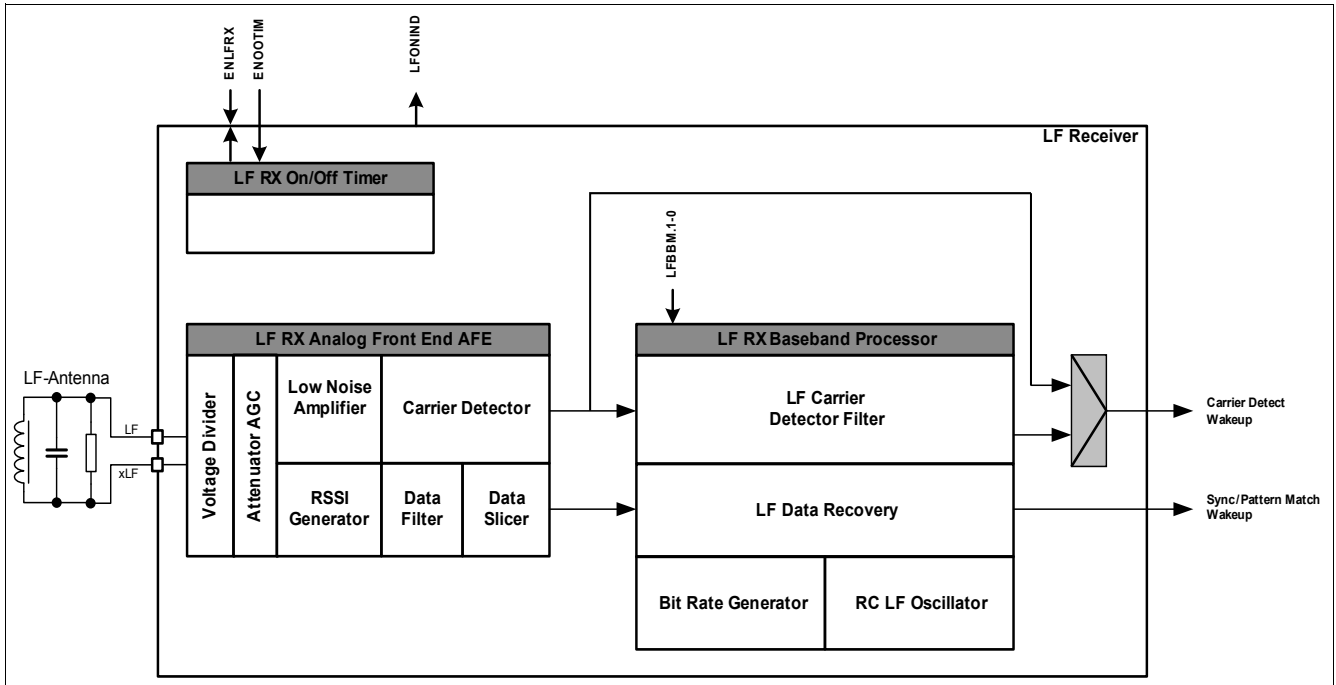 ENLFRX
ENOOTIM
LFONIND
LF Receiver
LF RX On/Off Timer
LFBBM.1-0
LF RX Analog Front End AFE
LF RX Baseband Processor
LF-Antenna
LF
xLF
Voltage Divider
Attenuator AGC
Low Noise
Amplifier
Carrier Detector
LF Carrier
Detector Filter
Carrier Detect
Wakeup
RSSI
Generator
Data
Filter
Data
Slicer
LF Data Recovery
Sync/Pattern Match
Wakeup
Bit Rate Generator
RC LF Oscillator